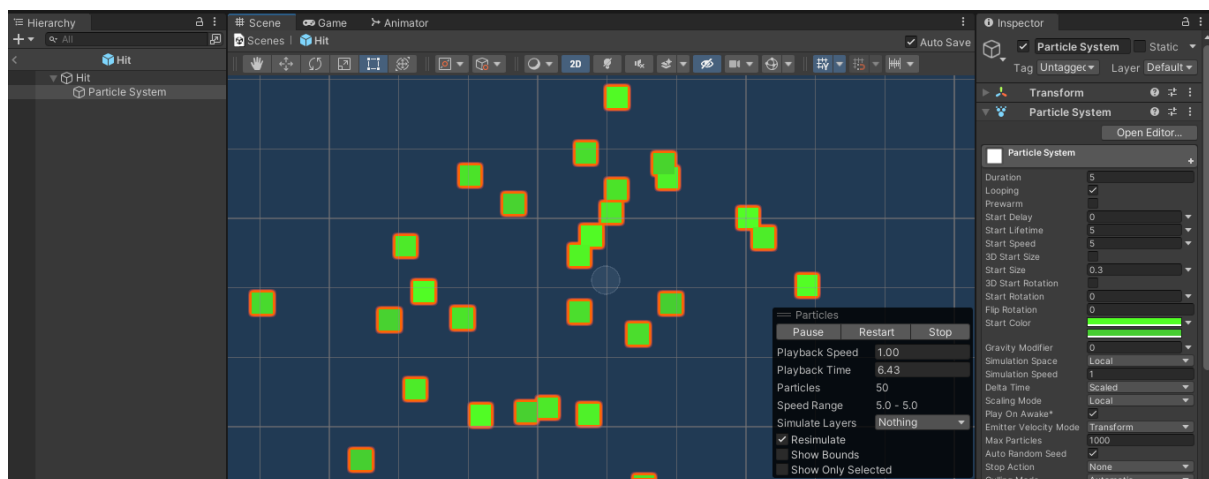 Hierarchy
All
Hit
Hit
Particle System
Scene Game Animator
Scenes Hit Auto Save
2D
Particles
Pause Restart Stop
Playback Speed 1.00
Playback Time 6.43
Particles 50
Speed Range 5.0 - 5.0
Simulate Layers Nothing
Resimulate
Show Bounds
Show Only Selected
Inspector
Particle System Static
Tag Untagged Layer Default
Transform
Particle System
Open Editor...
Particle System
Duration 5
Looping
Prewarm
Start Delay 0
Start Lifetime 5
Start Speed 5
3D Start Size
Start Size 0.3
3D Start Rotation
Start Rotation 0
Flip Rotation 0
Start Color
Gravity Modifier 0
Simulation Space Local
Simulation Speed 1
Delta Time Scaled
Scaling Mode Local
Play On Awake*
Emitter Velocity Mode Transform
Max Particles 1000
Auto Random Seed
Stop Action None